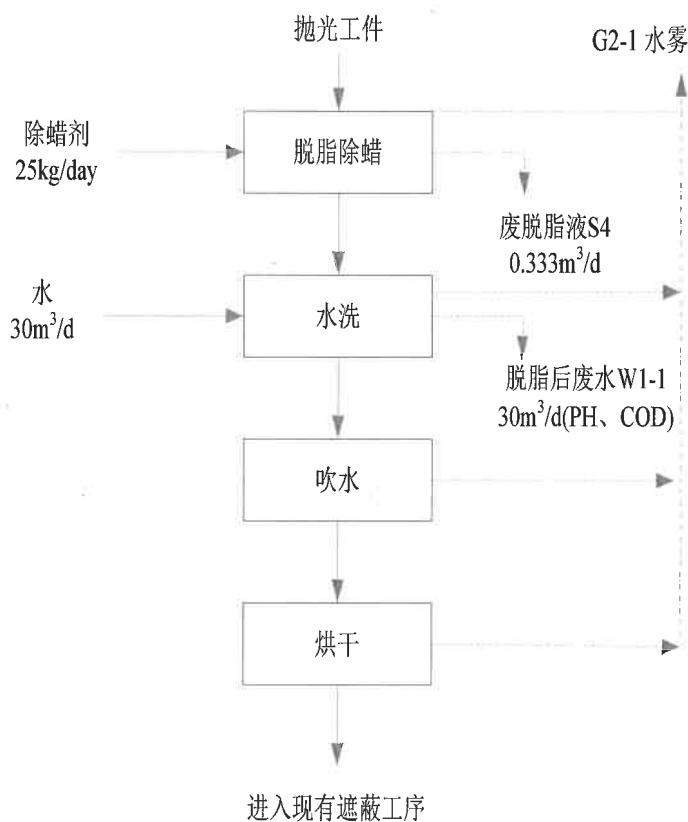 抛光工件
G2-1 水雾
除蜡剂
25kg/day
脱脂除蜡
废脱脂液S4
0.333m³/d
水
30m³/d
水洗
脱脂后废水W1-1
30m³/d(PH、COD)
吹水
烘干
进入现有遮蔽工序